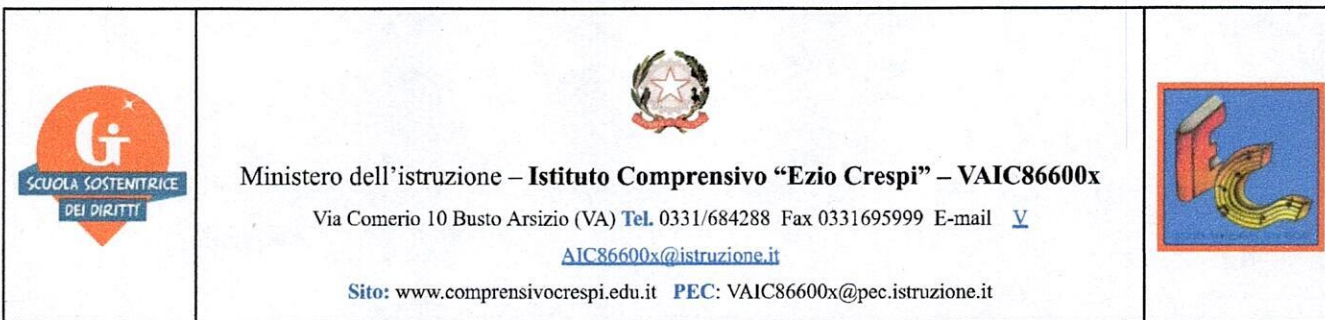 G
SCUOLA SOSTENITRICE
DEI DIRITTI
Ministero dell’istruzione – Istituto Comprensivo “Ezio Crespi” – VAIC86600x
Via Comerio 10 Busto Arsizio (VA) Tel. 0331/684288 Fax 0331695999 E-mail V
AIC86600x@istruzione.it
Sito: www.comprensivocrespi.edu.it PEC: VAIC86600x@pec.istruzione.it
EC